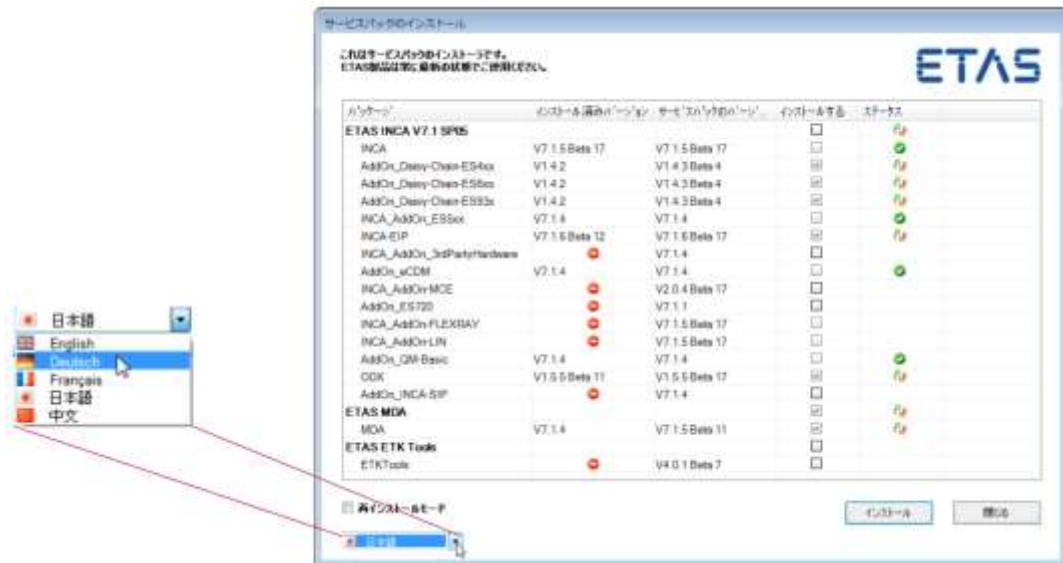 サービスパックのインストール
これはサービスパックのインストーラです。
ETAS製品は常に最新の状態でご使用ください。
ETAS
パッケージ インストール済みバージョン サービスパックのバージ... インストールする ステータス
ETAS INCA V7.1 SP05
INCA V7.1.5 Beta 17 V7.1.5 Beta 17
AddOn_Daisy-Chain-ES4xx V1.4.2 V1.4.3 Beta 4
AddOn_Daisy-Chain-ES6xx V1.4.2 V1.4.3 Beta 4
AddOn_Daisy-Chain-ES93x V1.4.2 V1.4.3 Beta 4
INCA_AddOn_ES5xx V7.1.4 V7.1.4
INCA-EIP V7.1.6 Beta 12 V7.1.6 Beta 17
INCA_AddOn_3rdPartyHardware V7.1.4
AddOn_eCDM V7.1.4 V7.1.4
INCA_AddOn-MCE V2.0.4 Beta 17
AddOn_ES720 V7.1.1
INCA_AddOn-FLEXRAY V7.1.5 Beta 17
INCA_AddOn-LIN V7.1.5 Beta 17
AddOn_QM-Basic V7.1.4 V7.1.4
ODX Beta 11 Beta 17
AddOn_INCA-SIP V7.1.4
ETAS MDA
MDA V7.1.4 V7.1.5 Beta 11
ETAS ETK Tools
ETKTools V4.0.1 Beta 7
再インストールモード
インストール 閉じる
日本語
日本語
English
Deutsch
Français
日本語
中文